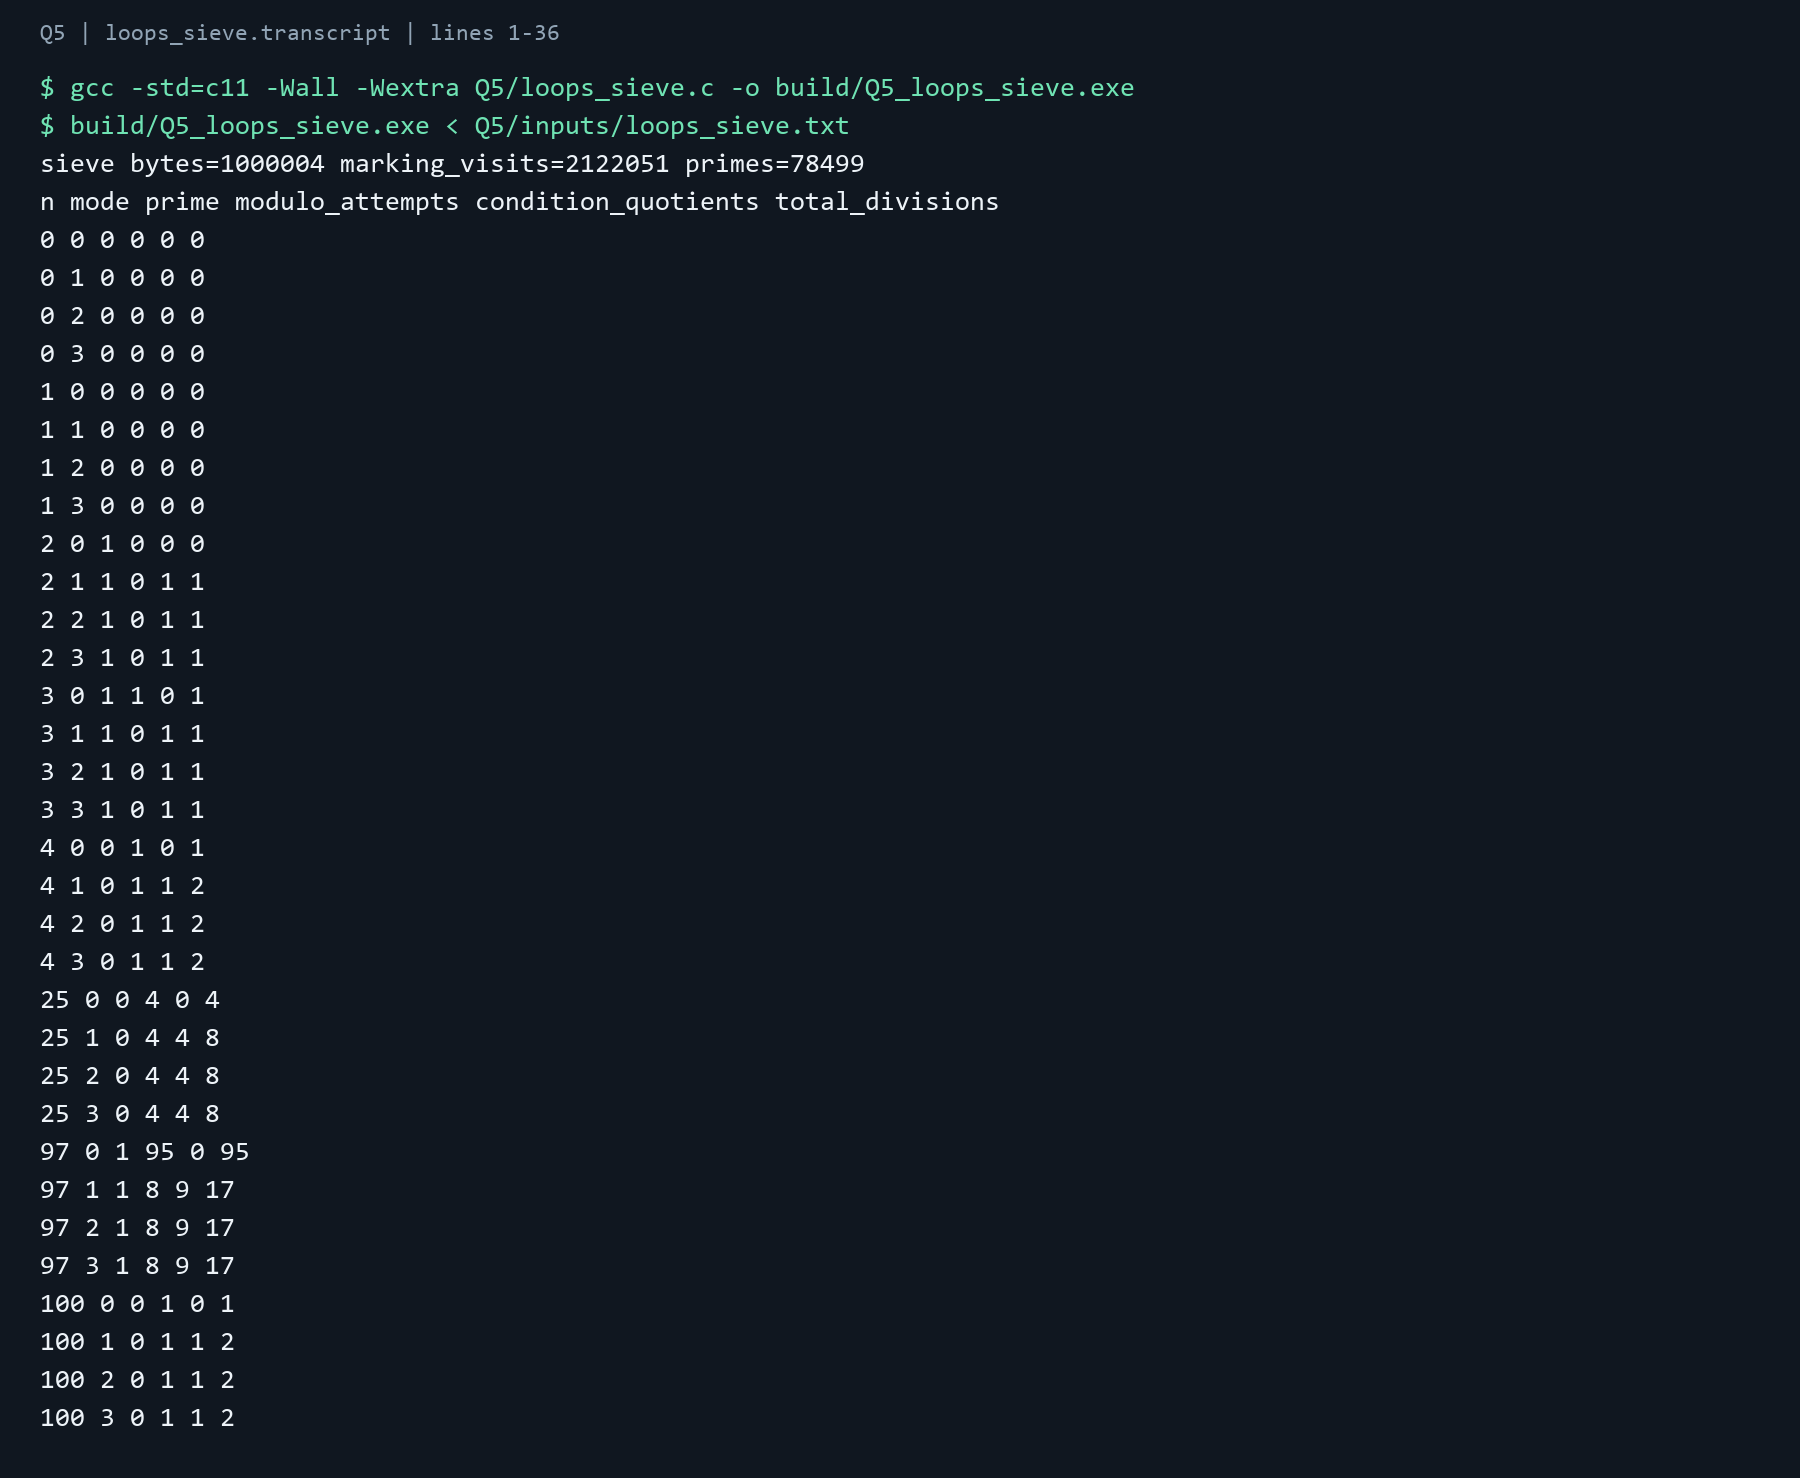 Q5 | loops_sieve.transcript | lines 1-36
$ gcc -std=c11 -Wall -Wextra Q5/loops_sieve.c -o build/Q5_loops_sieve.exe
$ build/Q5_loops_sieve.exe < Q5/inputs/loops_sieve.txt
sieve bytes=1000004 marking_visits=2122051 primes=78499
n mode prime modulo_attempts condition_quotients total_divisions
0 0 0 0 0 0
0 1 0 0 0 0
0 2 0 0 0 0
0 3 0 0 0 0
1 0 0 0 0 0
1 1 0 0 0 0
1 2 0 0 0 0
1 3 0 0 0 0
2 0 1 0 0 0
2 1 1 0 1 1
2 2 1 0 1 1
2 3 1 0 1 1
3 0 1 1 0 1
3 1 1 0 1 1
3 2 1 0 1 1
3 3 1 0 1 1
4 0 0 1 0 1
4 1 0 1 1 2
4 2 0 1 1 2
4 3 0 1 1 2
25 0 0 4 0 4
25 1 0 4 4 8
25 2 0 4 4 8
25 3 0 4 4 8
97 0 1 95 0 95
97 1 1 8 9 17
97 2 1 8 9 17
97 3 1 8 9 17
100 0 0 1 0 1
100 1 0 1 1 2
100 2 0 1 1 2
100 3 0 1 1 2